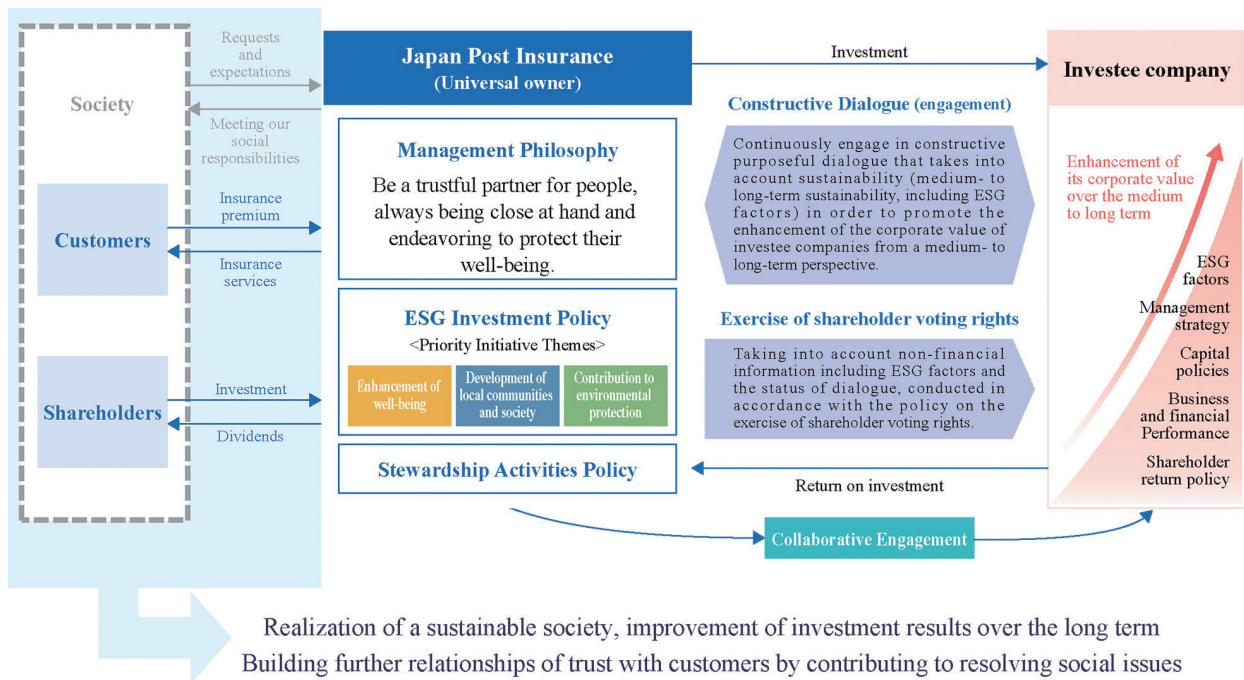 Society
Requests
and
expectations
Meeting our
social
responsibilities
Customers
Insurance
premium
Insurance
services
Shareholders
Investment
Dividends
Japan Post Insurance
(Universal owner)
Management Philosophy
Be a trustful partner for people,
always being close at hand and
endeavoring to protect their
well-being.
ESG Investment Policy
<Priority Initiative Themes>
Enhancement of
well-being
Development of
local communities
and society
Contribution to
environmental
protection
Stewardship Activities Policy
Investment
Constructive Dialogue (engagement)
Continuously engage in constructive
purposeful dialogue that takes into
account sustainability (medium- to
long-term sustainability, including ESG
factors) in order to promote the
enhancement of the corporate value of
investee companies from a medium- to
long-term perspective.
Exercise of shareholder voting rights
Taking into account non-financial
information including ESG factors and
the status of dialogue, conducted in
accordance with the policy on the
exercise of shareholder voting rights.
Return on investment
Collaborative Engagement
Investee company
Enhancement of
its corporate value
over the medium
to long term
ESG
factors
Management
strategy
Capital
policies
Business
and financial
Performance
Shareholder
return policy
Realization of a sustainable society, improvement of investment results over the long term
Building further relationships of trust with customers by contributing to resolving social issues